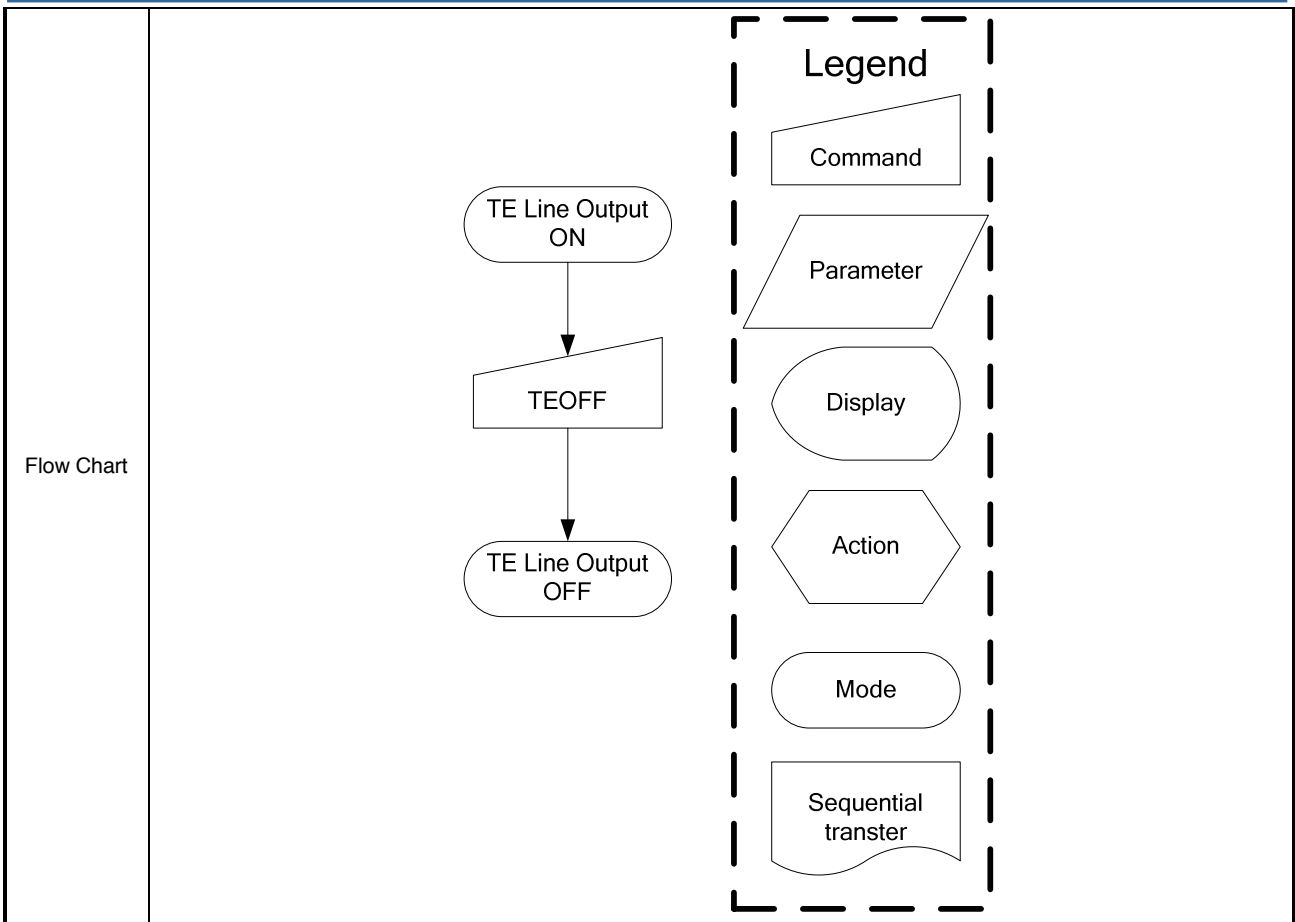 Flow Chart
TE Line Output
ON
TEOFF
TE Line Output
OFF
Legend
Command
Parameter
Display
Action
Mode
Sequential
transter